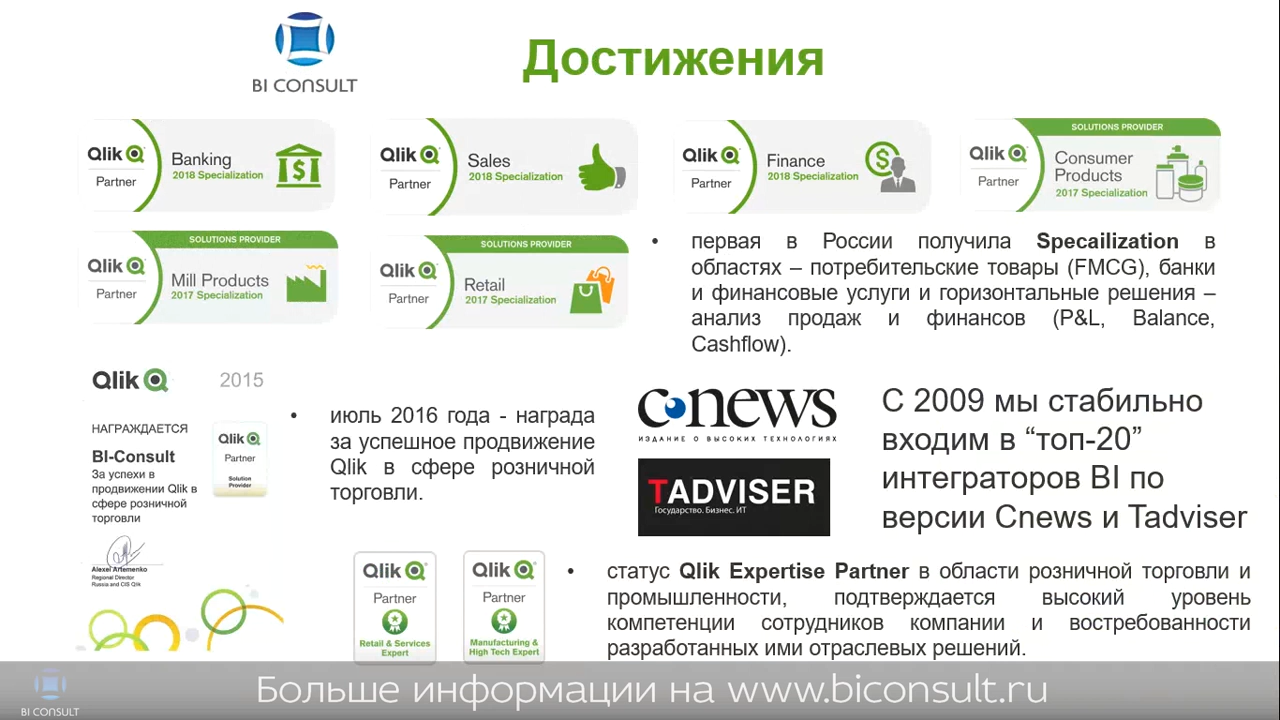 BI CONSULT
Достижения
Qlik
Partner
Banking
2018 Specialization
Qlik
Partner
Sales
2018 Specialization
Qlik
Partner
Finance
2018 Specialization
SOLUTIONS PROVIDER
Qlik
Partner
Consumer
Products
2017 Specialization
SOLUTIONS PROVIDER
Qlik
Partner
Mill Products
2017 Specialization
SOLUTIONS PROVIDER
Qlik
Partner
Retail
2017 Specialization
• первая в России получила Specailization в
областях – потребительские товары (FMCG), банки
и финансовые услуги и горизонтальные решения –
анализ продаж и финансов (P&L, Balance,
Cashflow).
Qlik 2015
НАГРАЖДАЕТСЯ
BI-Consult
За успехи в
продвижении Qlik в
сфере розничной
торговли
Qlik
Partner
Solution
Provider
Alexei Artemenko
Regional Director
Russia and CIS Qlik
• июль 2016 года - награда
за успешное продвижение
Qlik в сфере розничной
торговли.
cnews
ИЗДАНИЕ О ВЫСОКИХ ТЕХНОЛОГИЯХ
TADVISER
Государство. Бизнес. ИТ
С 2009 мы стабильно
входим в “топ-20”
интеграторов BI по
версии Cnews и Tadviser
Qlik
Partner
Retail & Services
Expert
Qlik
Partner
Manufacturing &
High Tech Expert
• статус Qlik Expertise Partner в области розничной торговли и
промышленности, подтверждается высокий уровень
компетенции сотрудников компании и востребованности
разработанных ими отраслевых решений.
BI CONSULT
Больше информации на www.biconsult.ru